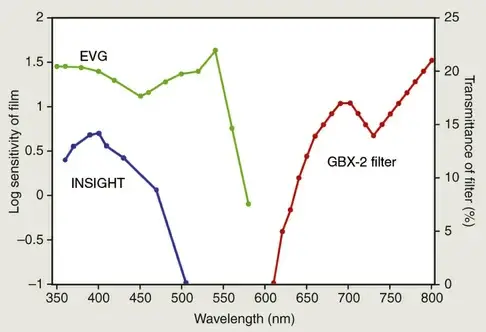 2
1.5
1
0.5
0
–0.5
–1
Log sensitivity of film
25
20
15
10
5
0
Transmittance of filter (%)
EVG
INSIGHT
GBX-2 filter
350 400 450 500 550 600 650 700 750 800
Wavelength (nm)